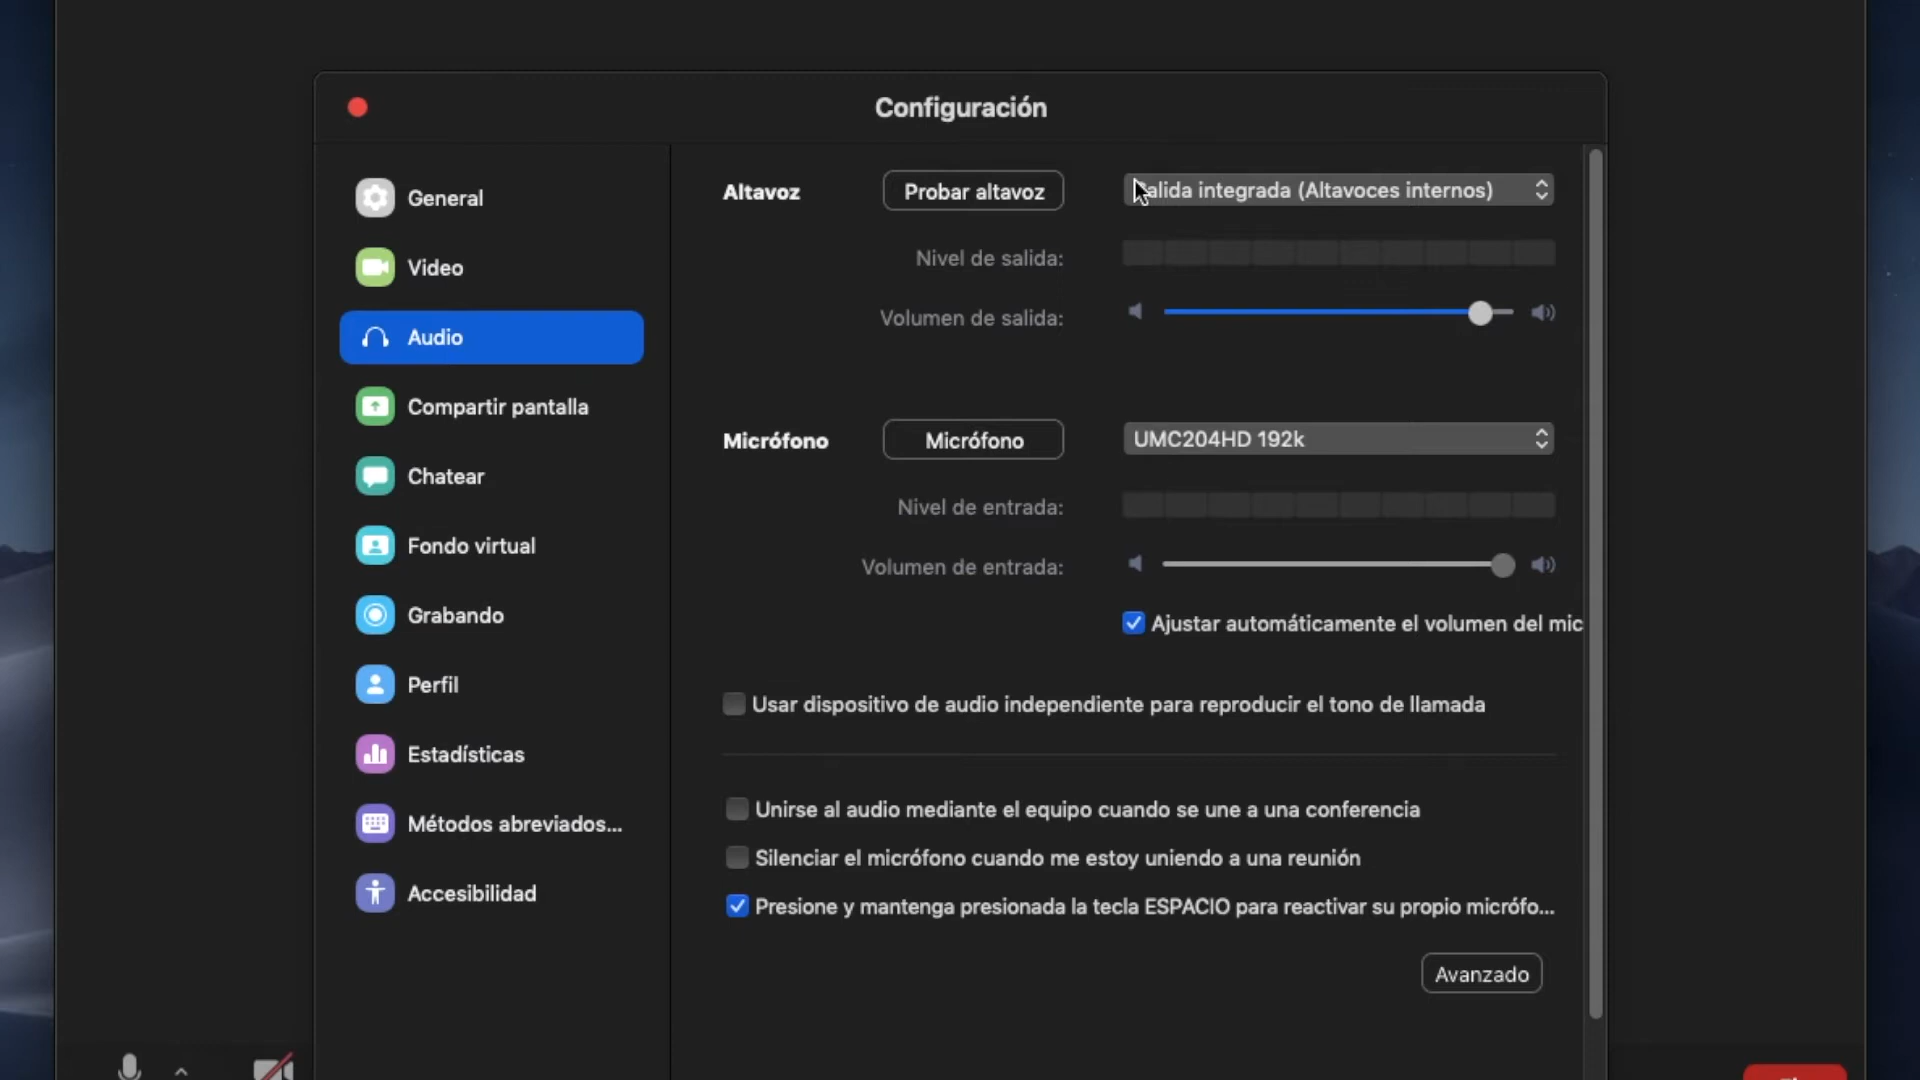 Configuración
General
Video
Audio
Compartir pantalla
Chatear
Fondo virtual
Grabando
Perfil
Estadísticas
Métodos abreviados...
Accesibilidad
Altavoz
Probar altavoz
Salida integrada (Altavoces internos)
Nivel de salida:
Volumen de salida:
Micrófono
Micrófono
UMC204HD 192k
Nivel de entrada:
Volumen de entrada:
Ajustar automáticamente el volumen del mic
Usar dispositivo de audio independiente para reproducir el tono de llamada
Unirse al audio mediante el equipo cuando se une a una conferencia
Silenciar el micrófono cuando me estoy uniendo a una reunión
Presione y mantenga presionada la tecla ESPACIO para reactivar su propio micrófo...
Avanzado